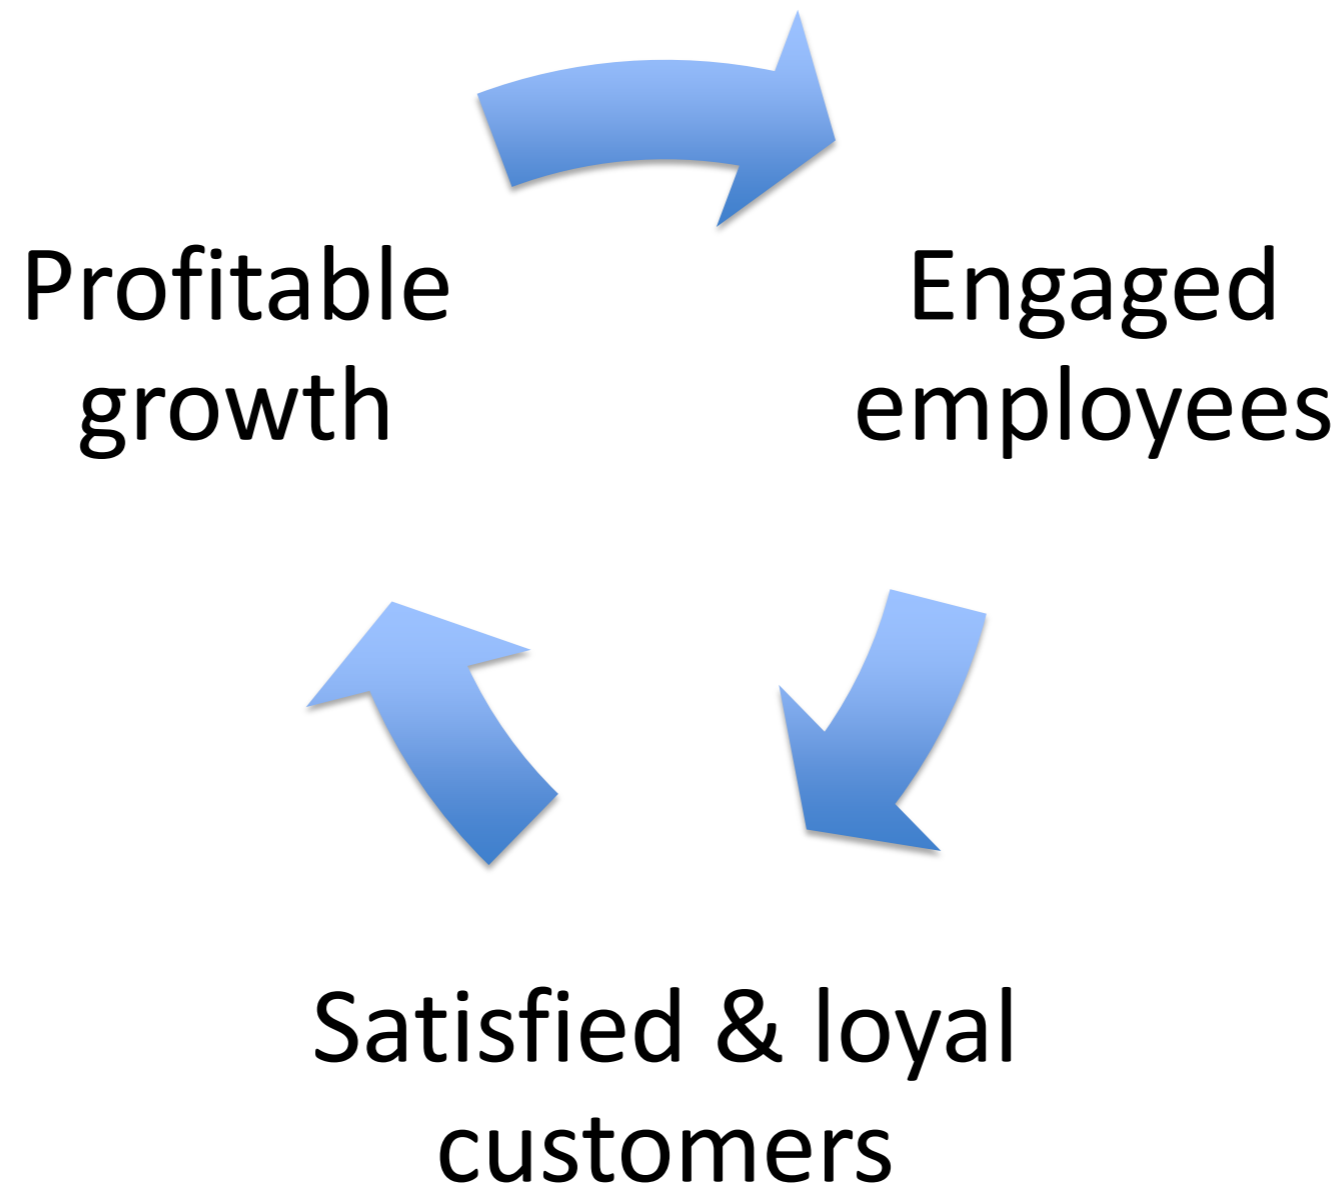 Profitable
growth
Engaged
employees
Satisfied & loyal
customers